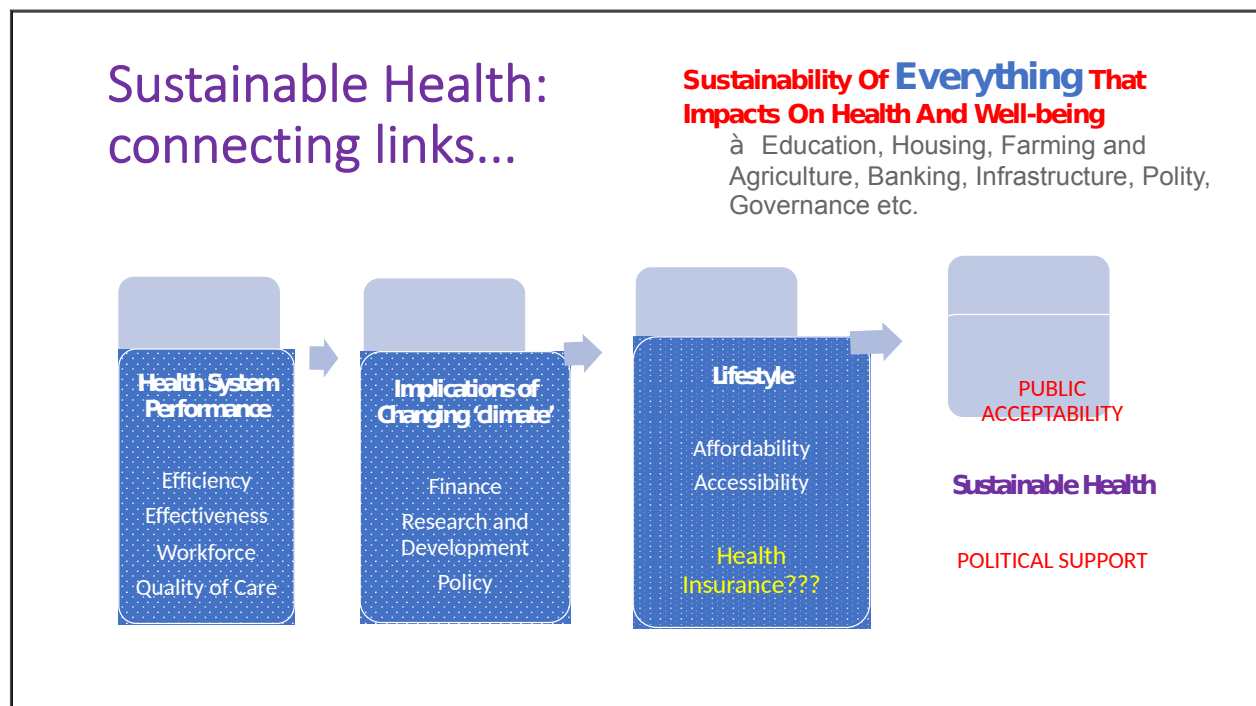 Sustainable Health:
connecting links...
Sustainability Of Everything That
Impacts On Health And Well-being
à Education, Housing, Farming and
Agriculture, Banking, Infrastructure, Polity,
Governance etc.
Health System
Performance
Efficiency
Effectiveness
Workforce
Quality of Care
Implications of
Changing ‘climate’
Finance
Research and
Development
Policy
Lifestyle
Affordability
Accessibility
Health
Insurance???
PUBLIC
ACCEPTABILITY
Sustainable Health
POLITICAL SUPPORT